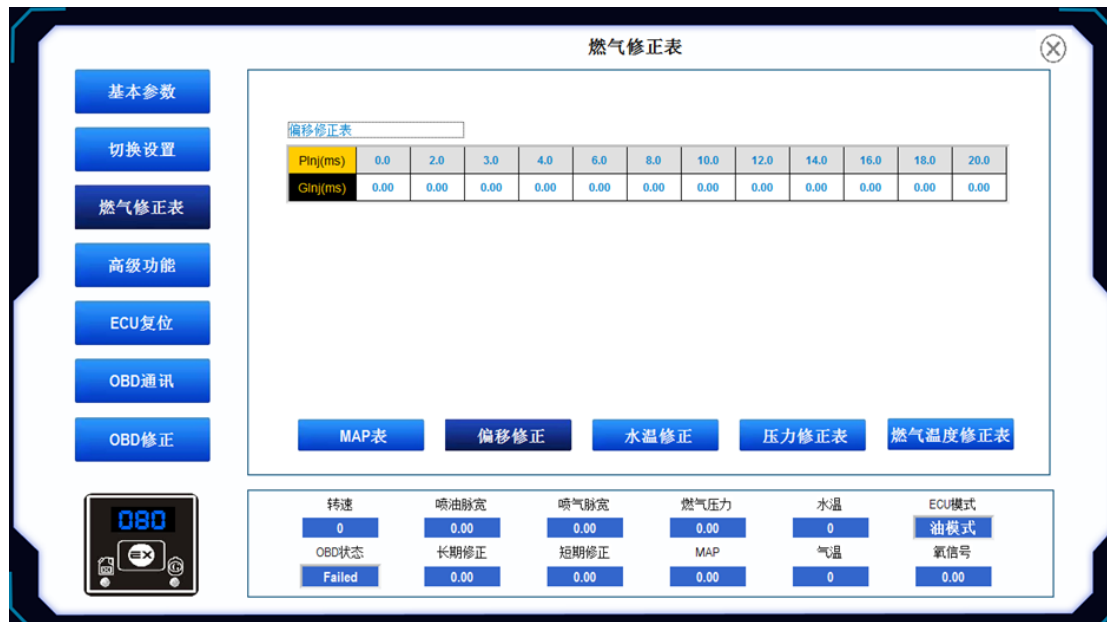 燃气修正表
基本参数
切换设置
燃气修正表
高级功能
ECU复位
OBD通讯
OBD修正
偏移修正表
PInj(ms) 0.0 2.0 3.0 4.0 6.0 8.0 10.0 12.0 14.0 16.0 18.0 20.0
GInj(ms) 0.00 0.00 0.00 0.00 0.00 0.00 0.00 0.00 0.00 0.00 0.00 0.00
MAP表 偏移修正 水温修正 压力修正表 燃气温度修正表
080
EX
G
转速 喷油脉宽 喷气脉宽 燃气压力 水温 ECU模式
0 0.00 0.00 0.00 0 油模式
OBD状态 长期修正 短期修正 MAP 气温 氧信号
Failed 0.00 0.00 0.00 0 0.00